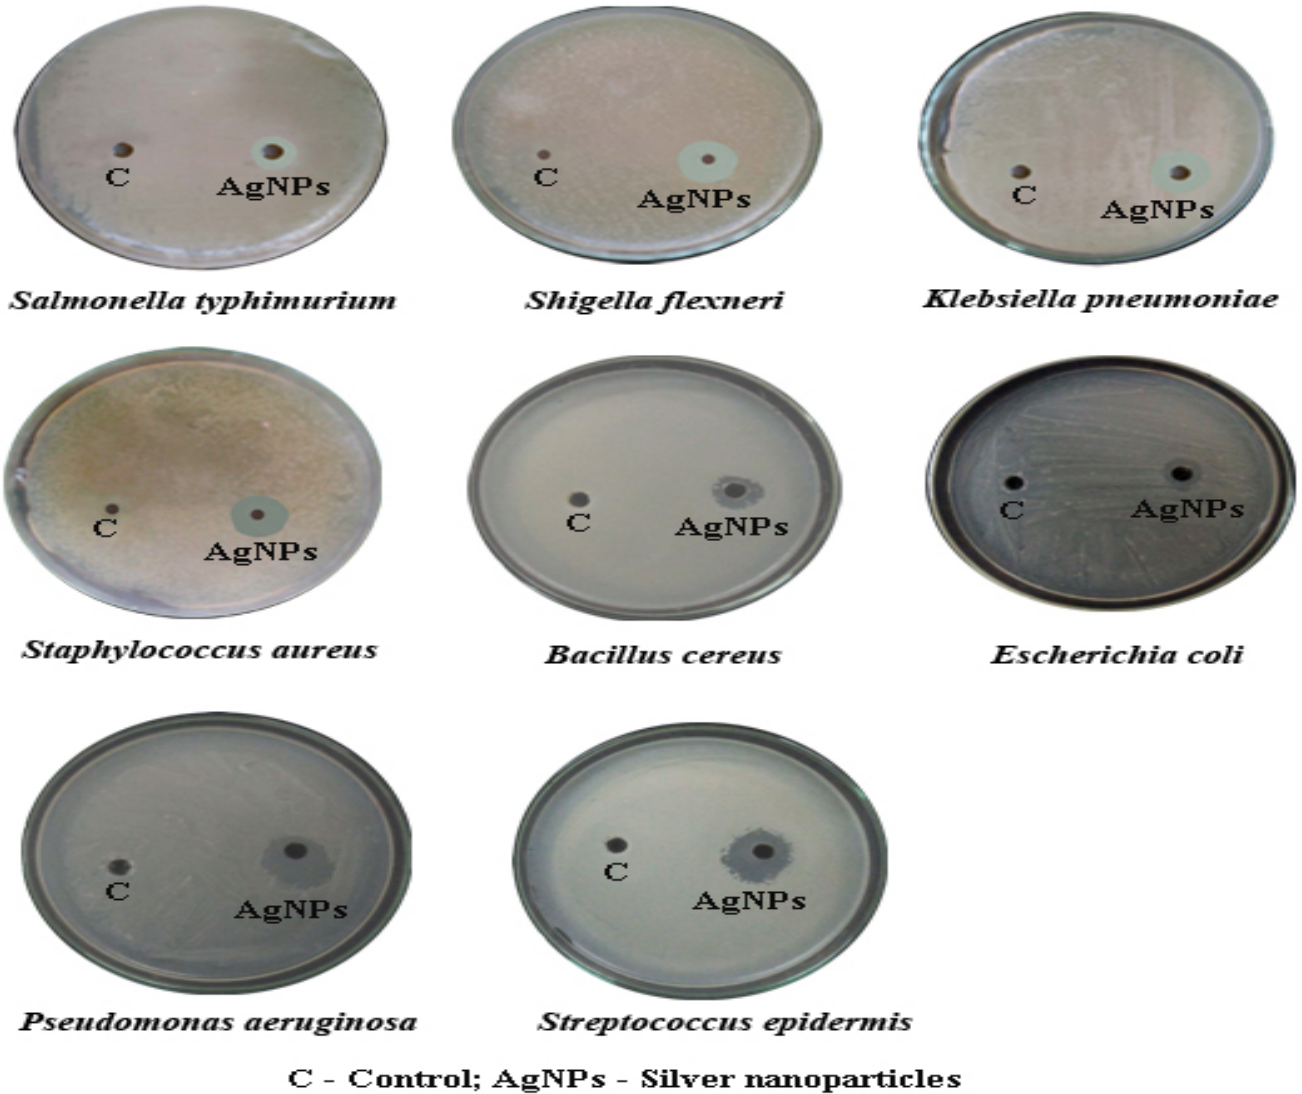 C
AgNPs
C
AgNPs
C
AgNPs
Salmonella typhimurium
Shigella flexneri
Klebsiella pneumoniae
C
AgNPs
C
AgNPs
C
AgNPs
Staphylococcus aureus
Bacillus cereus
Escherichia coli
C
AgNPs
C
AgNPs
Pseudomonas aeruginosa
Streptococcus epidermis
C - Control; AgNPs - Silver nanoparticles